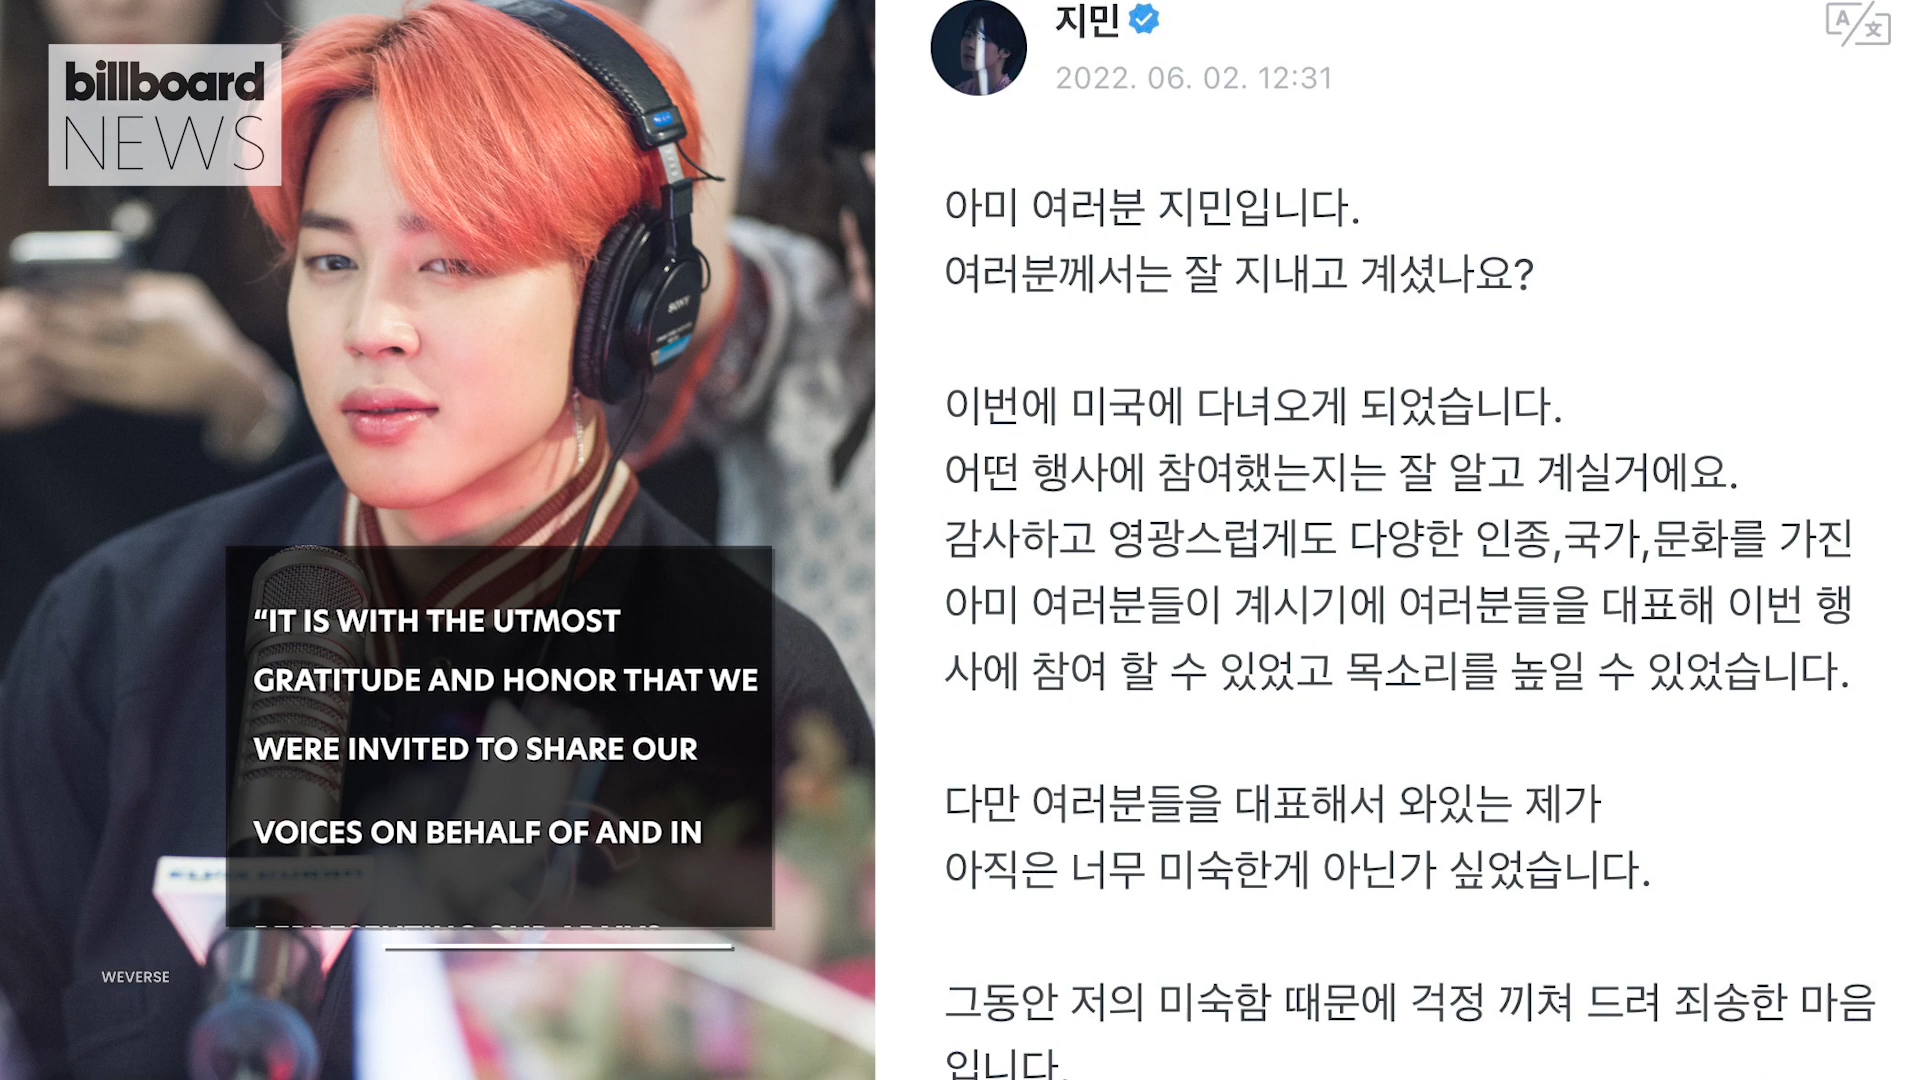 billboard
NEWS
“IT IS WITH THE UTMOST
GRATITUDE AND HONOR THAT WE
WERE INVITED TO SHARE OUR
VOICES ON BEHALF OF AND IN
WEVERSE
SONY
지민
2022. 06. 02. 12:31
A/文
아미 여러분 지민입니다.
여러분께서는 잘 지내고 계셨나요?
이번에 미국에 다녀오게 되었습니다.
어떤 행사에 참여했는지는 잘 알고 계실거에요.
감사하고 영광스럽게도 다양한 인종,국가,문화를 가진
아미 여러분들이 계시기에 여러분들을 대표해 이번 행
사에 참여 할 수 있었고 목소리를 높일 수 있었습니다.
다만 여러분들을 대표해서 와있는 제가
아직은 너무 미숙한게 아닌가 싶었습니다.
그동안 저의 미숙함 때문에 걱정 끼쳐 드려 죄송한 마음
입니다.